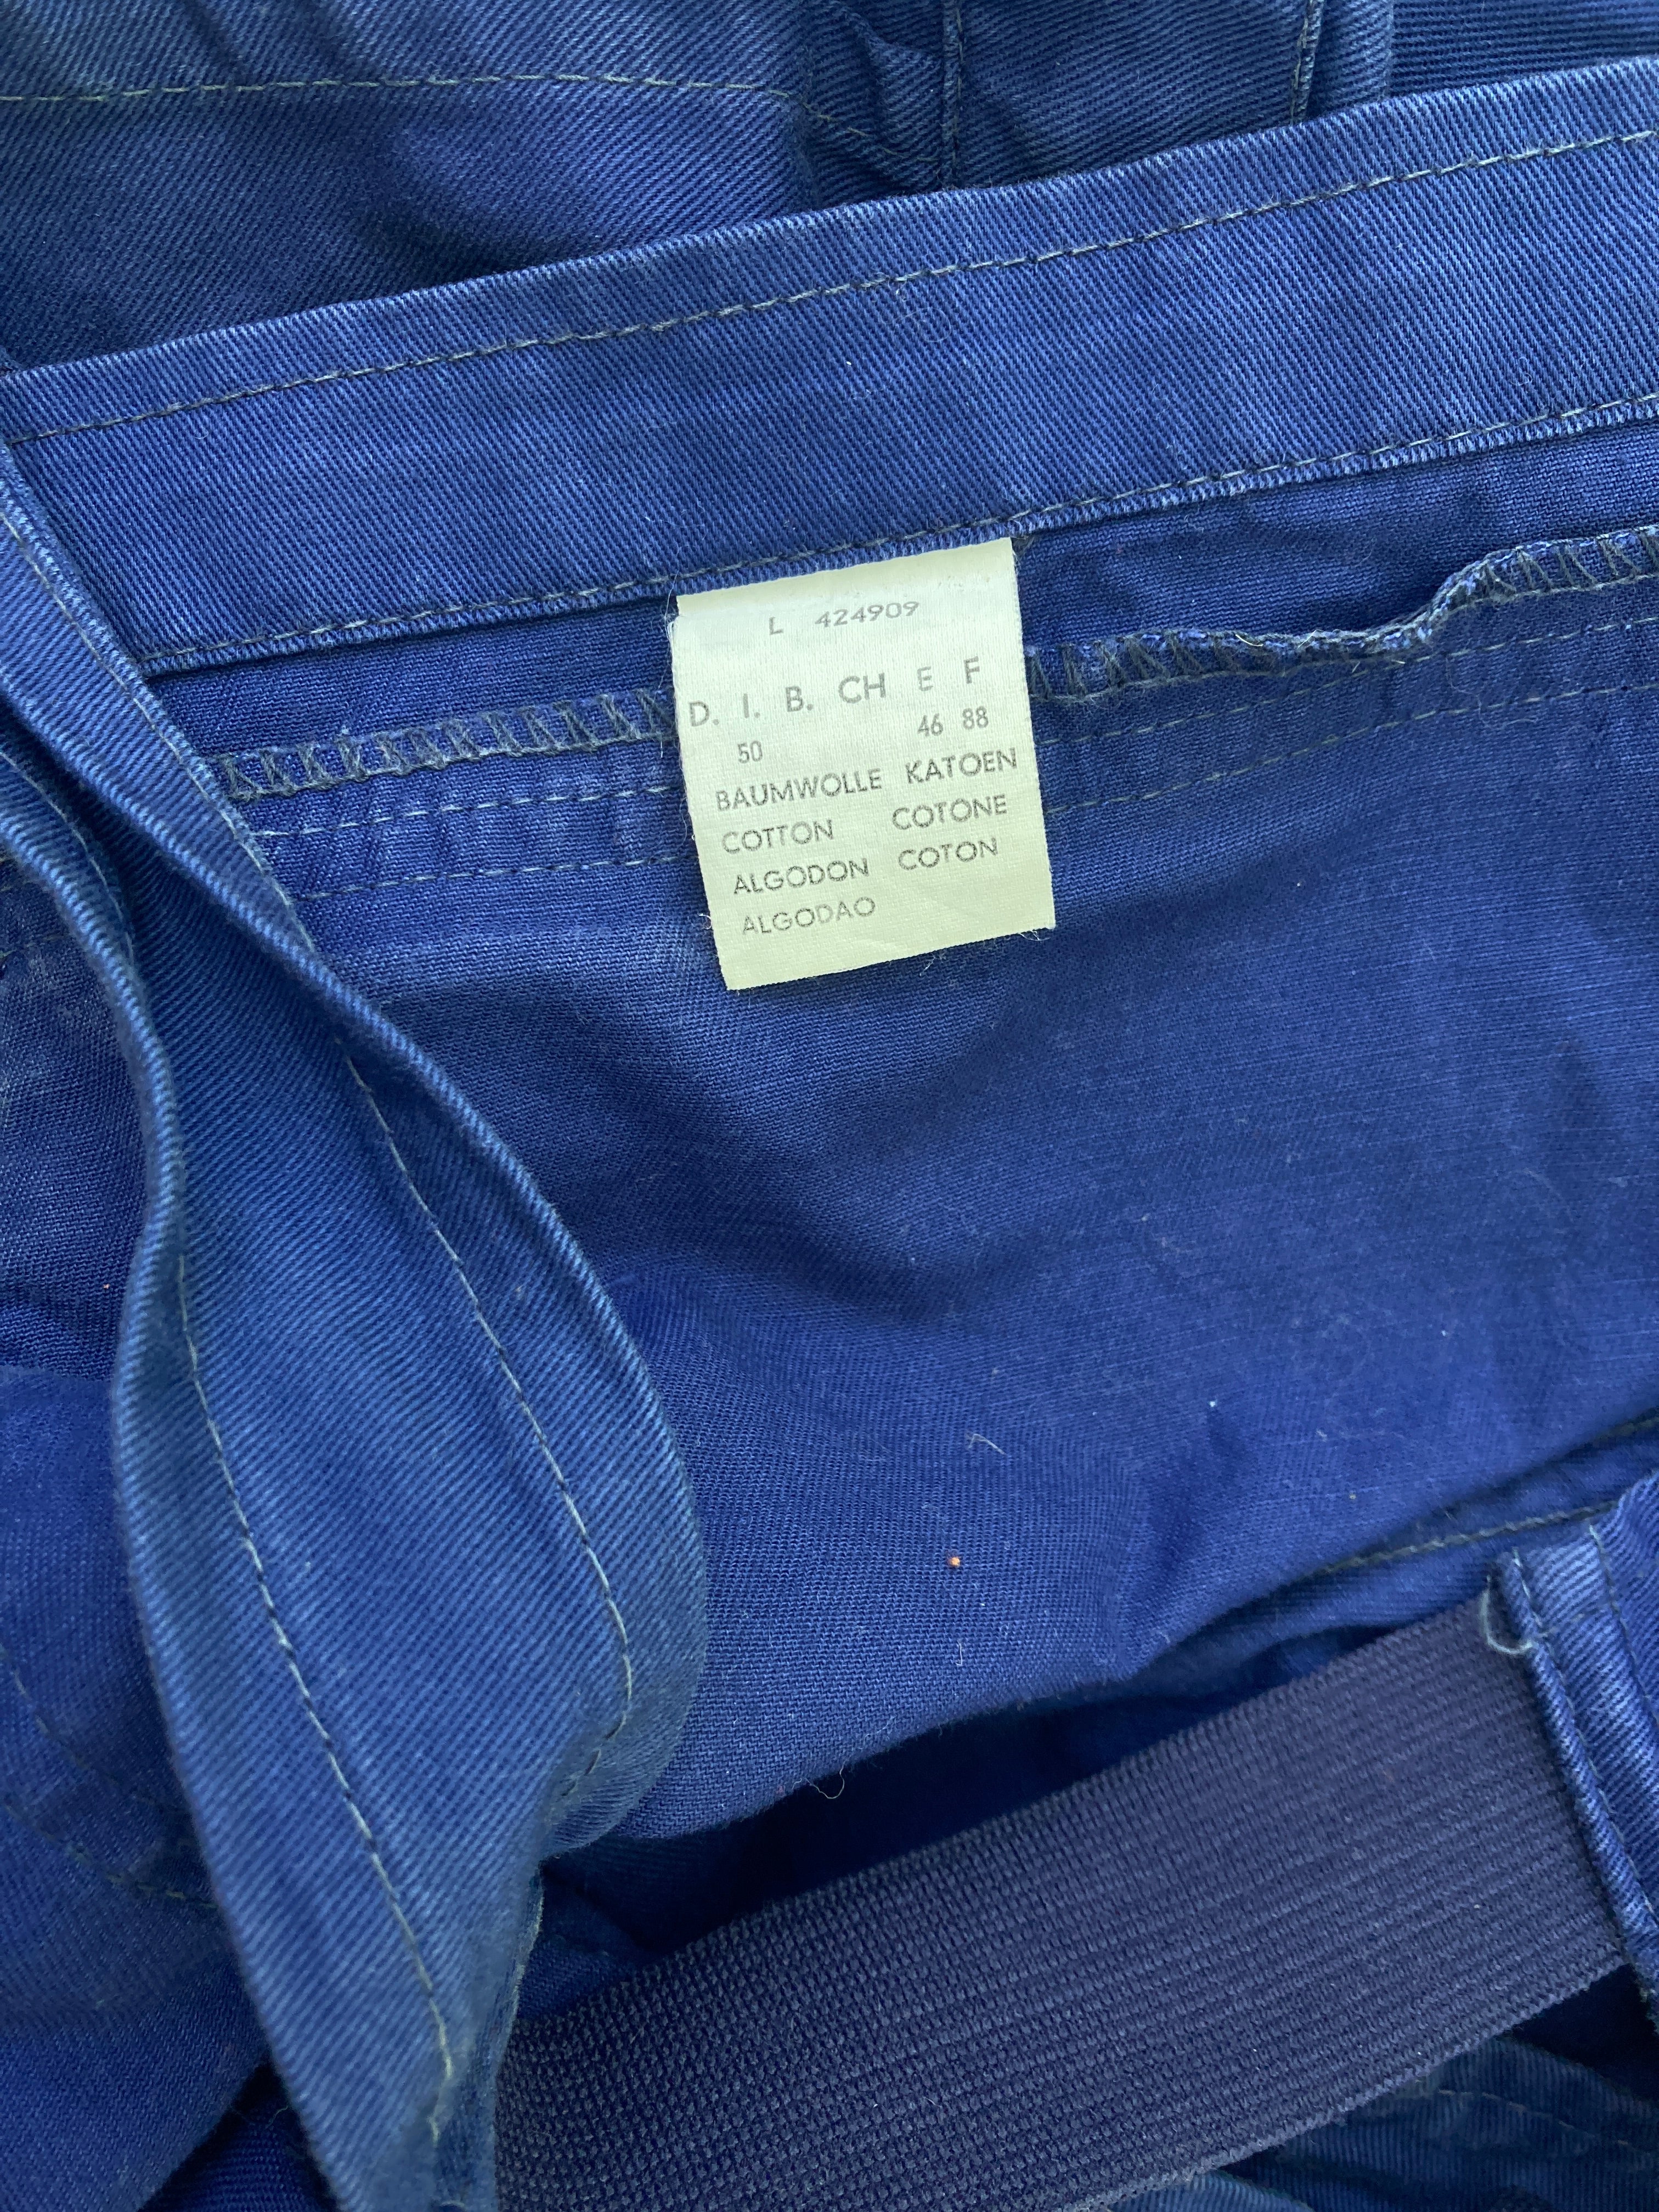 L 424909
D. I. B. CH E F
50 46 88
BAUMWOLLE KATOEN
COTTON COTONE
ALGODON COTON
ALGODAO